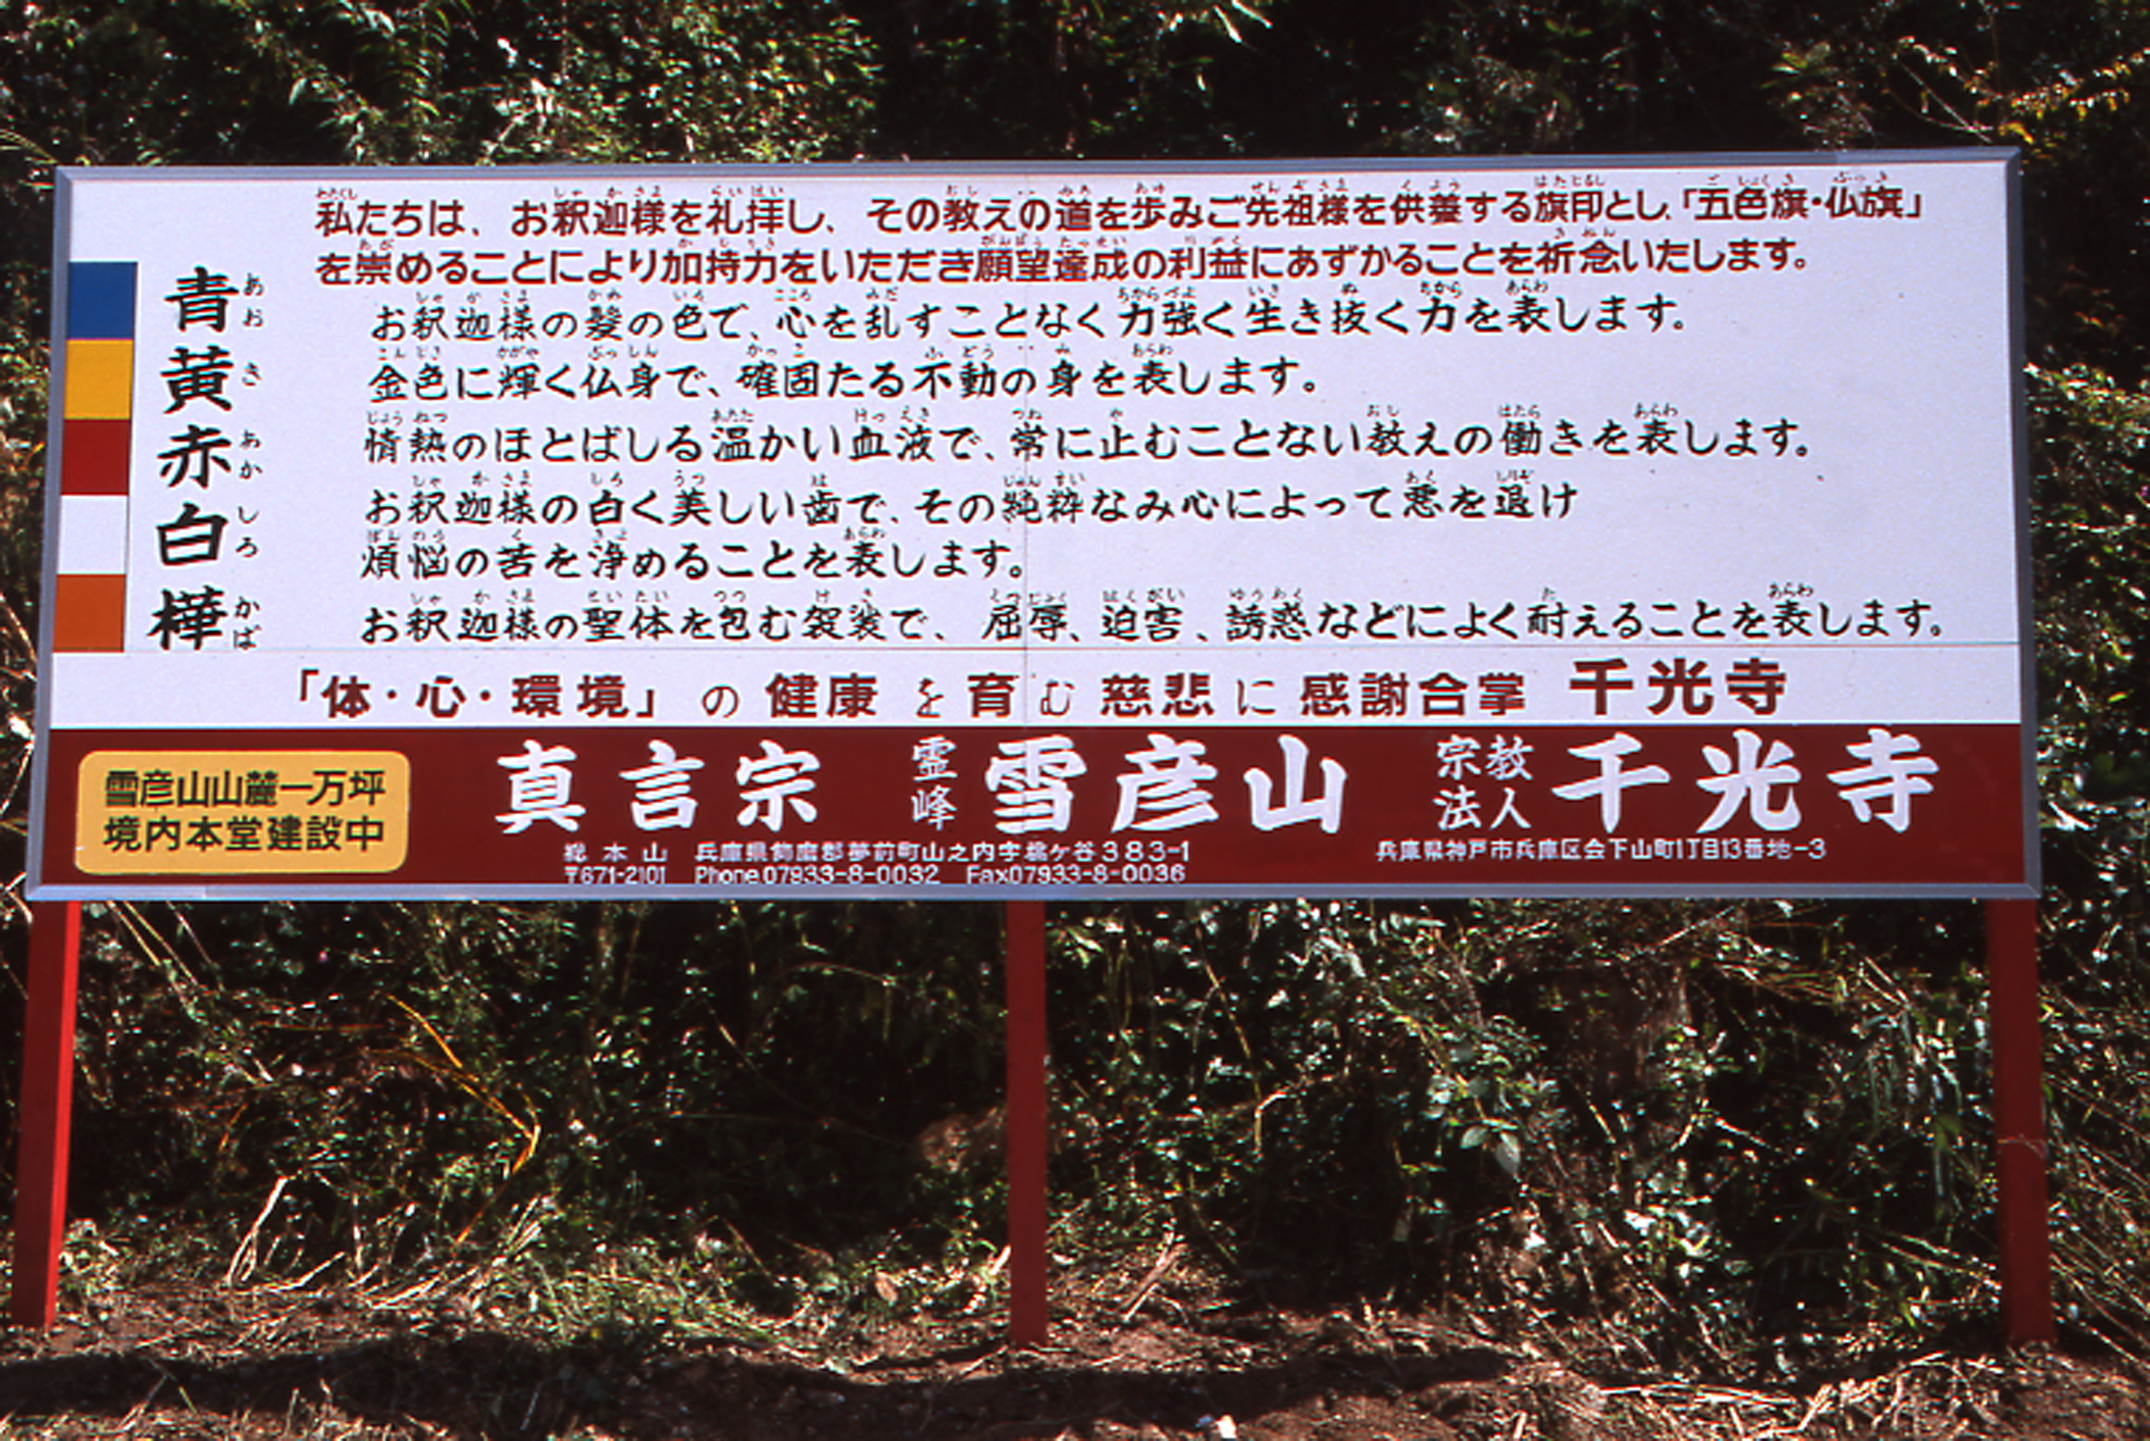 私たちは、お釈迦様を礼拝し、その教えの道を歩みご先祖様を供養する旗印とし、「五色旗・仏旗」
を崇めることにより加持力をいただき願望達成の利益にあずかることを祈念いたします。
青 お釈迦様の髪の色で、心を乱すことなく力強く生き抜く力を表します。
黄 金色に輝く仏身で、確固たる不動の身を表します。
赤 情熱のほとばしる温かい血液で、常に止むことない教えの働きを表します。
白 お釈迦様の白く美しい歯で、その純粋なみ心によって悪を退け
煩悩の苦を浄めることを表します。
樺 お釈迦様の聖体を包む袈裟で、屈辱、迫害、誘惑などによく耐えることを表します。
「体・心・環境」の健康を育む慈悲に感謝合掌 千光寺
雪彦山山麓一万坪
境内本堂建設中
真言宗 霊峰 雪彦山 宗教法人 千光寺
総本山 兵庫県飾磨郡夢前町山之内字 ケ谷383-1
〒671-2101 Phone07933-8-0032 Fax07933-8-0036
兵庫県神戸市兵庫区会下山町1丁目13番地-3